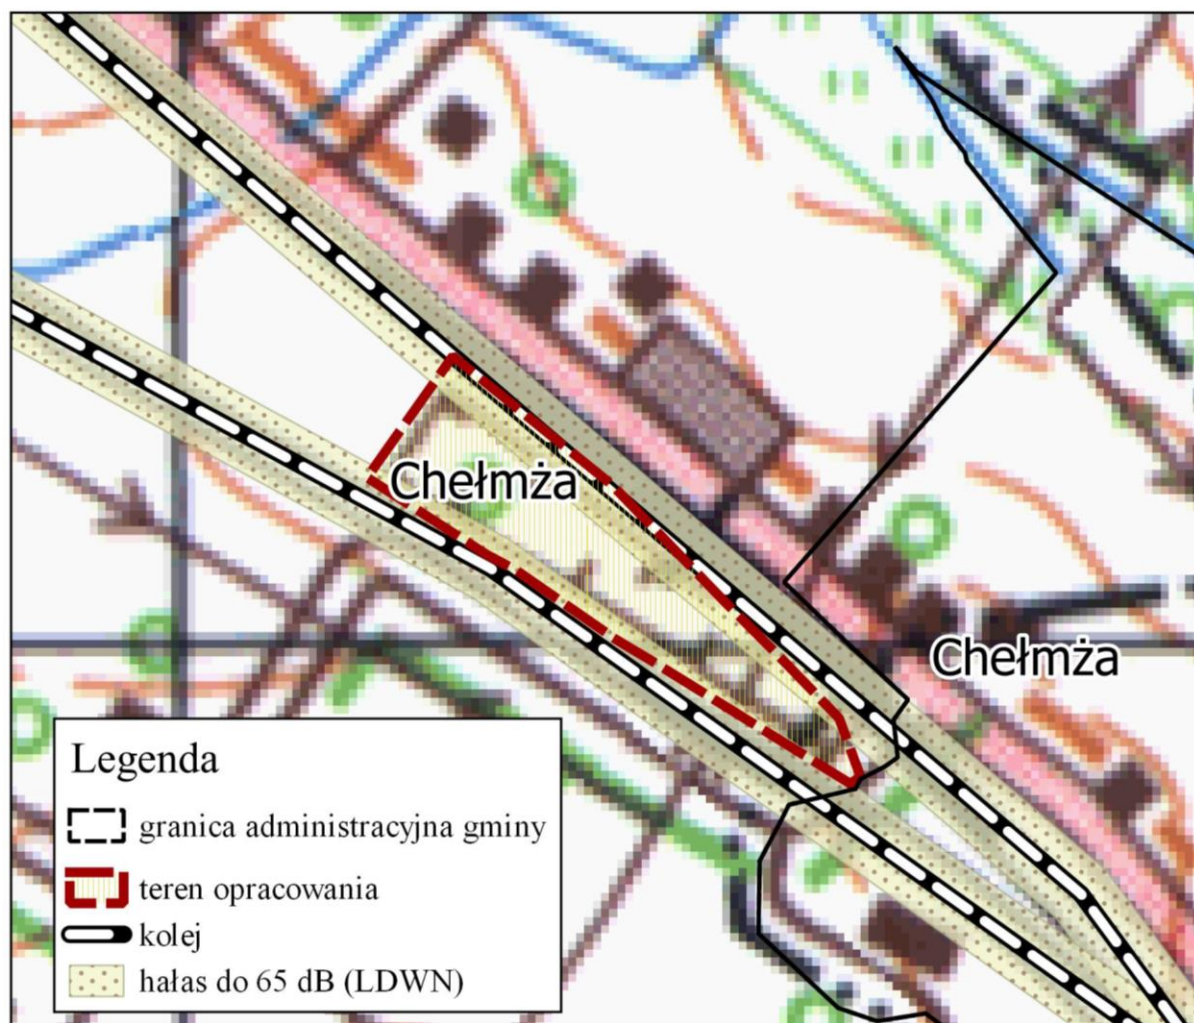 Chełmża
Chełmża
Legenda
granica administracyjna gminy
teren opracowania
kolej
hałas do 65 dB (LDWN)